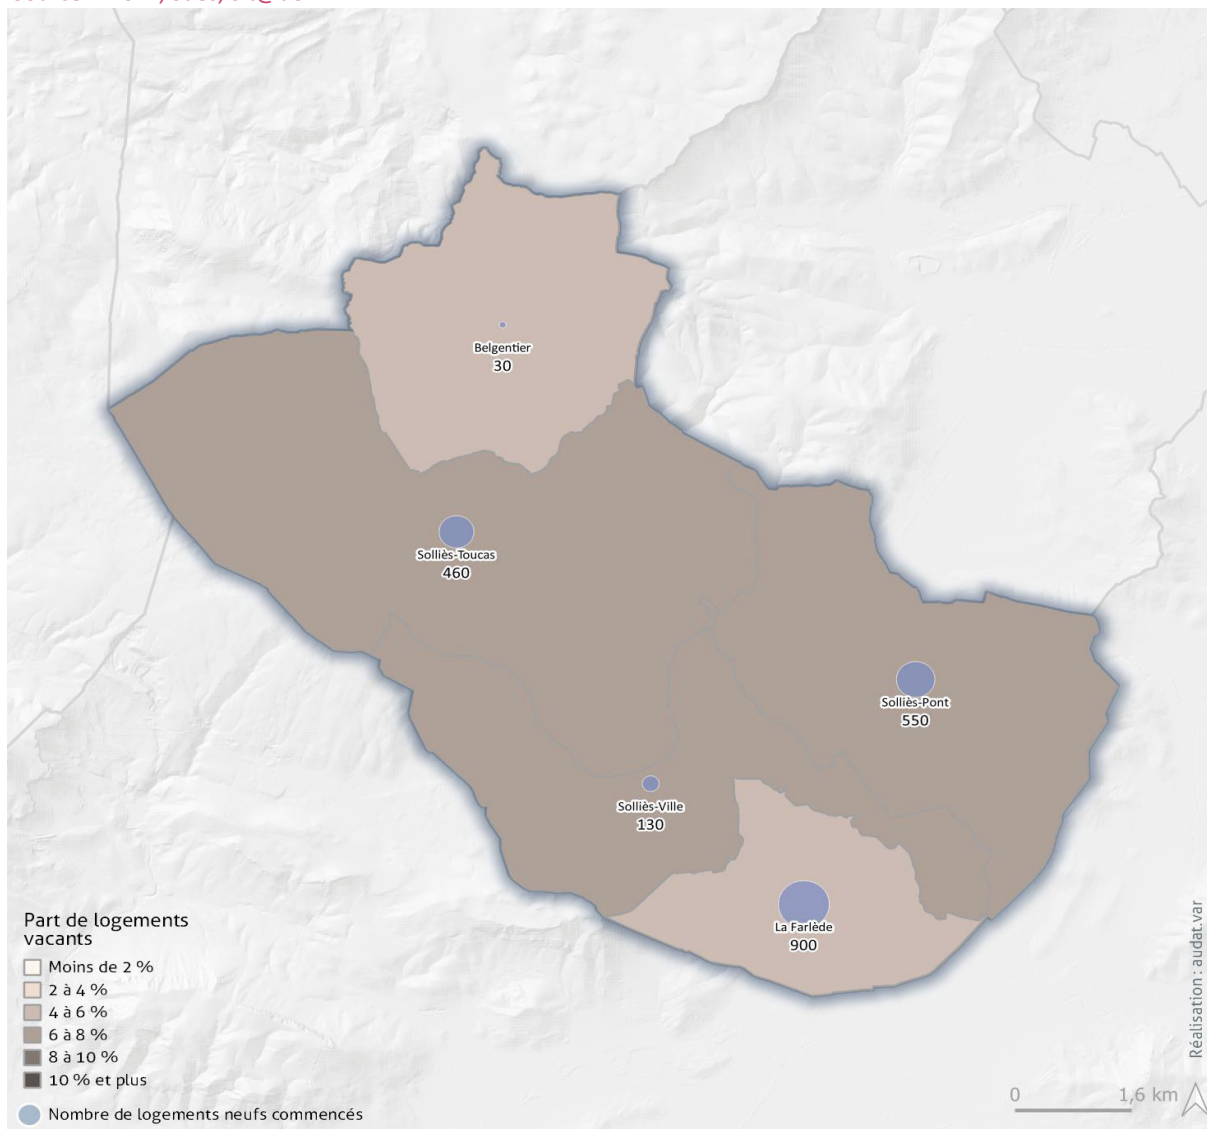 Belgentier
30
Solliès-Toucas
460
Solliès-Pont
550
Solliès-Ville
130
La Farlède
900
Part de logements
vacants
Moins de 2 %
2 à 4 %
4 à 6 %
6 à 8 %
8 à 10 %
10 % et plus
Nombre de logements neufs commencés
0 1,6 km
Réalisation : audat.var